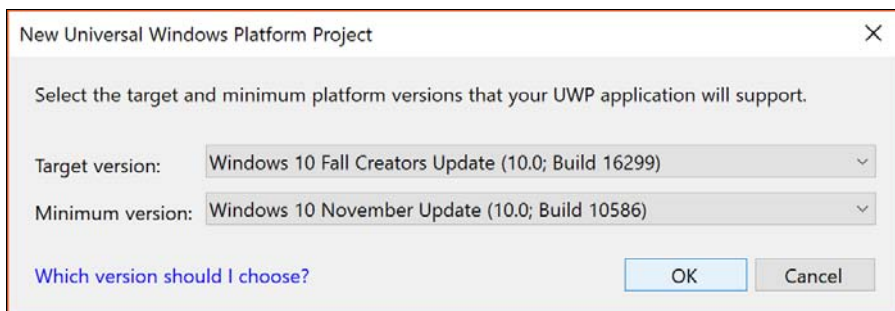 New Universal Windows Platform Project
Select the target and minimum platform versions that your UWP application will support.
Target version: Windows 10 Fall Creators Update (10.0; Build 16299)
Minimum version: Windows 10 November Update (10.0; Build 10586)
Which version should I choose? OK Cancel